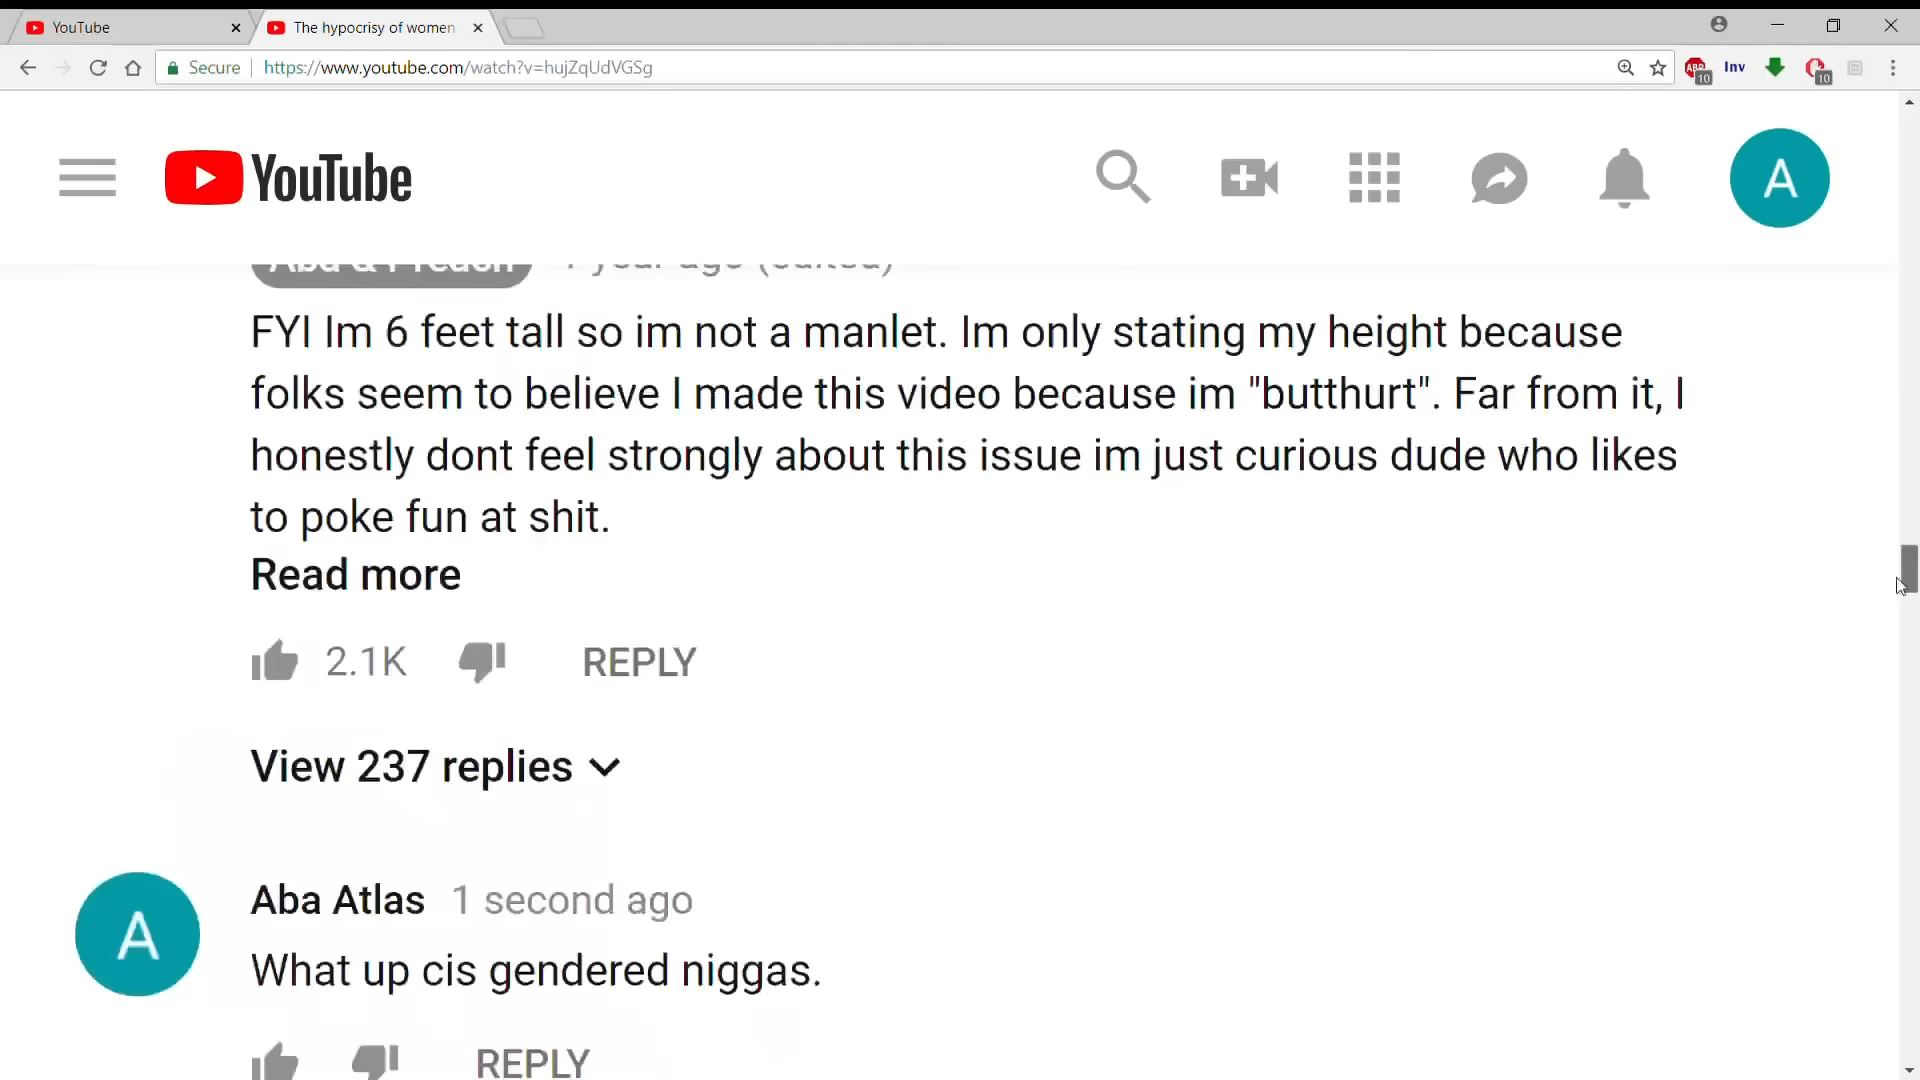 YouTube
The hypocrisy of women
Secure
https://www.youtube.com/watch?v=hujZqUdVGSg
ABP
10
Inv
10
YouTube
A
Aba & Preach 1 year ago (edited)
FYI Im 6 feet tall so im not a manlet. Im only stating my height because
folks seem to believe I made this video because im "butthurt". Far from it, I
honestly dont feel strongly about this issue im just curious dude who likes
to poke fun at shit.
Read more
2.1K
REPLY
View 237 replies
A
Aba Atlas 1 second ago
What up cis gendered niggas.
REPLY